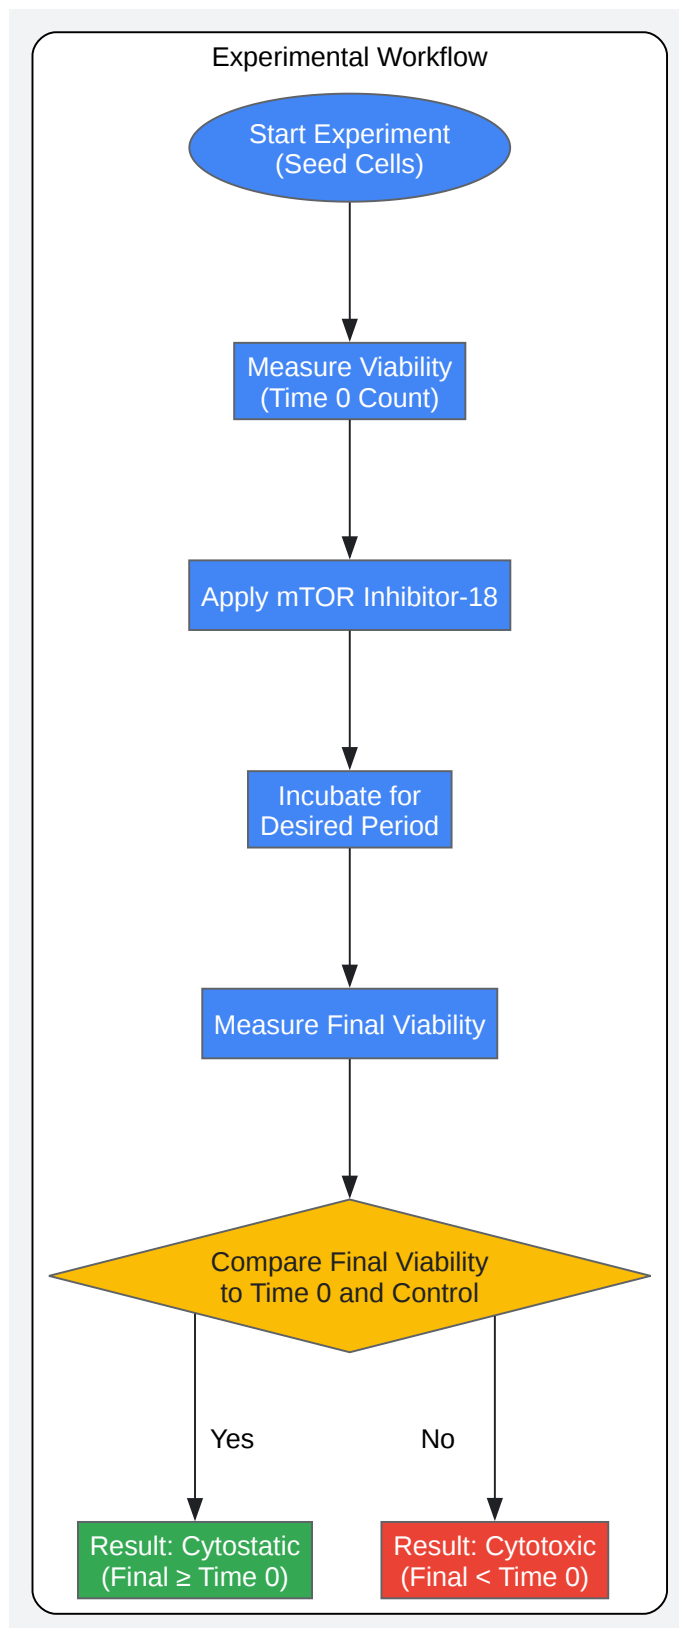 Experimental Workflow
Start Experiment
(Seed Cells)
Measure Viability
(Time 0 Count)
Apply mTOR Inhibitor-18
Incubate for
Desired Period
Measure Final Viability
Compare Final Viability
to Time 0 and Control
Yes
No
Result: Cytostatic
(Final ≥ Time 0)
Result: Cytotoxic
(Final < Time 0)